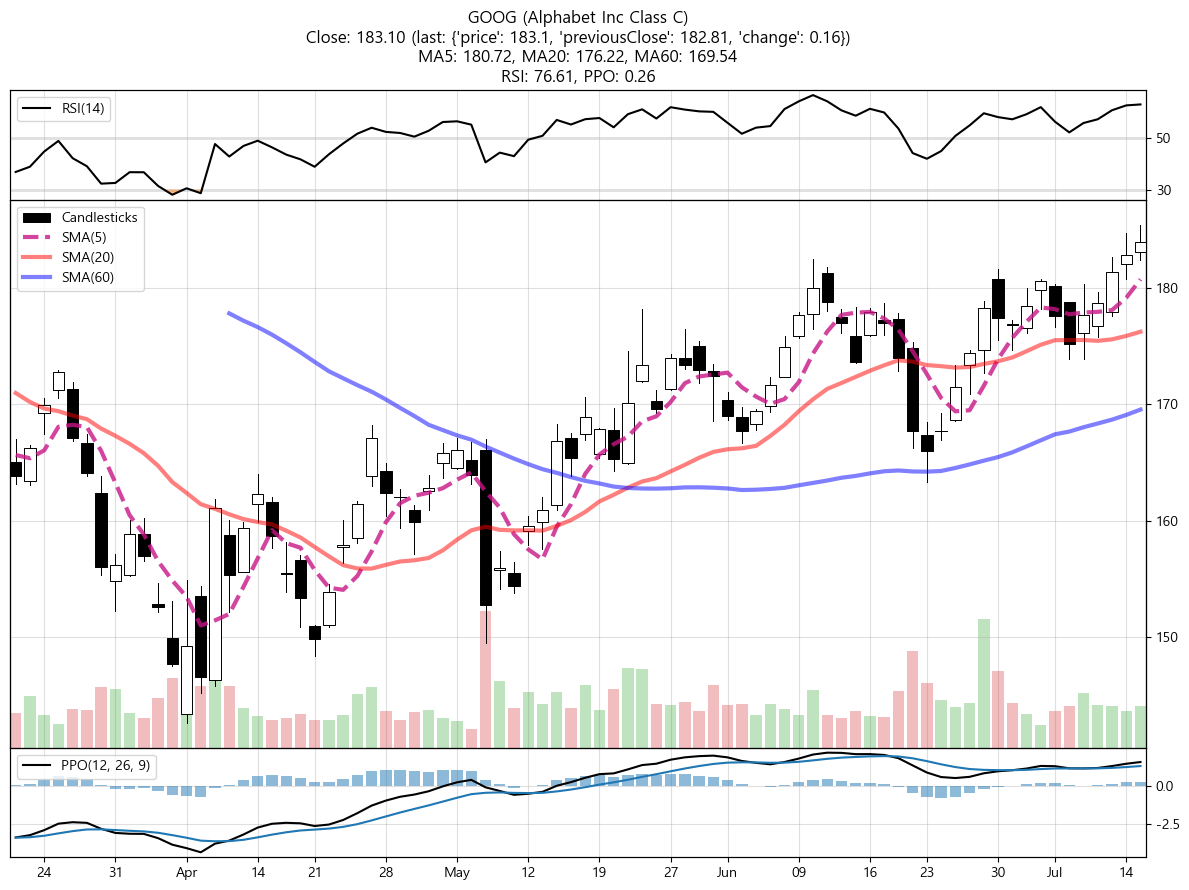 GOOG (Alphabet Inc Class C)
Close: 183.10 (last: {'price': 183.1, 'previousClose': 182.81, 'change': 0.16})
MA5: 180.72, MA20: 176.22, MA60: 169.54
RSI: 76.61, PPO: 0.26
RSI(14)
50
30
Candlesticks
SMA(5)
SMA(20)
SMA(60)
180
170
160
150
PPO(12, 26, 9)
0.0
-2.5
24 31 Apr 14 21 28 May 12 19 27 Jun 09 16 23 30 Jul 14